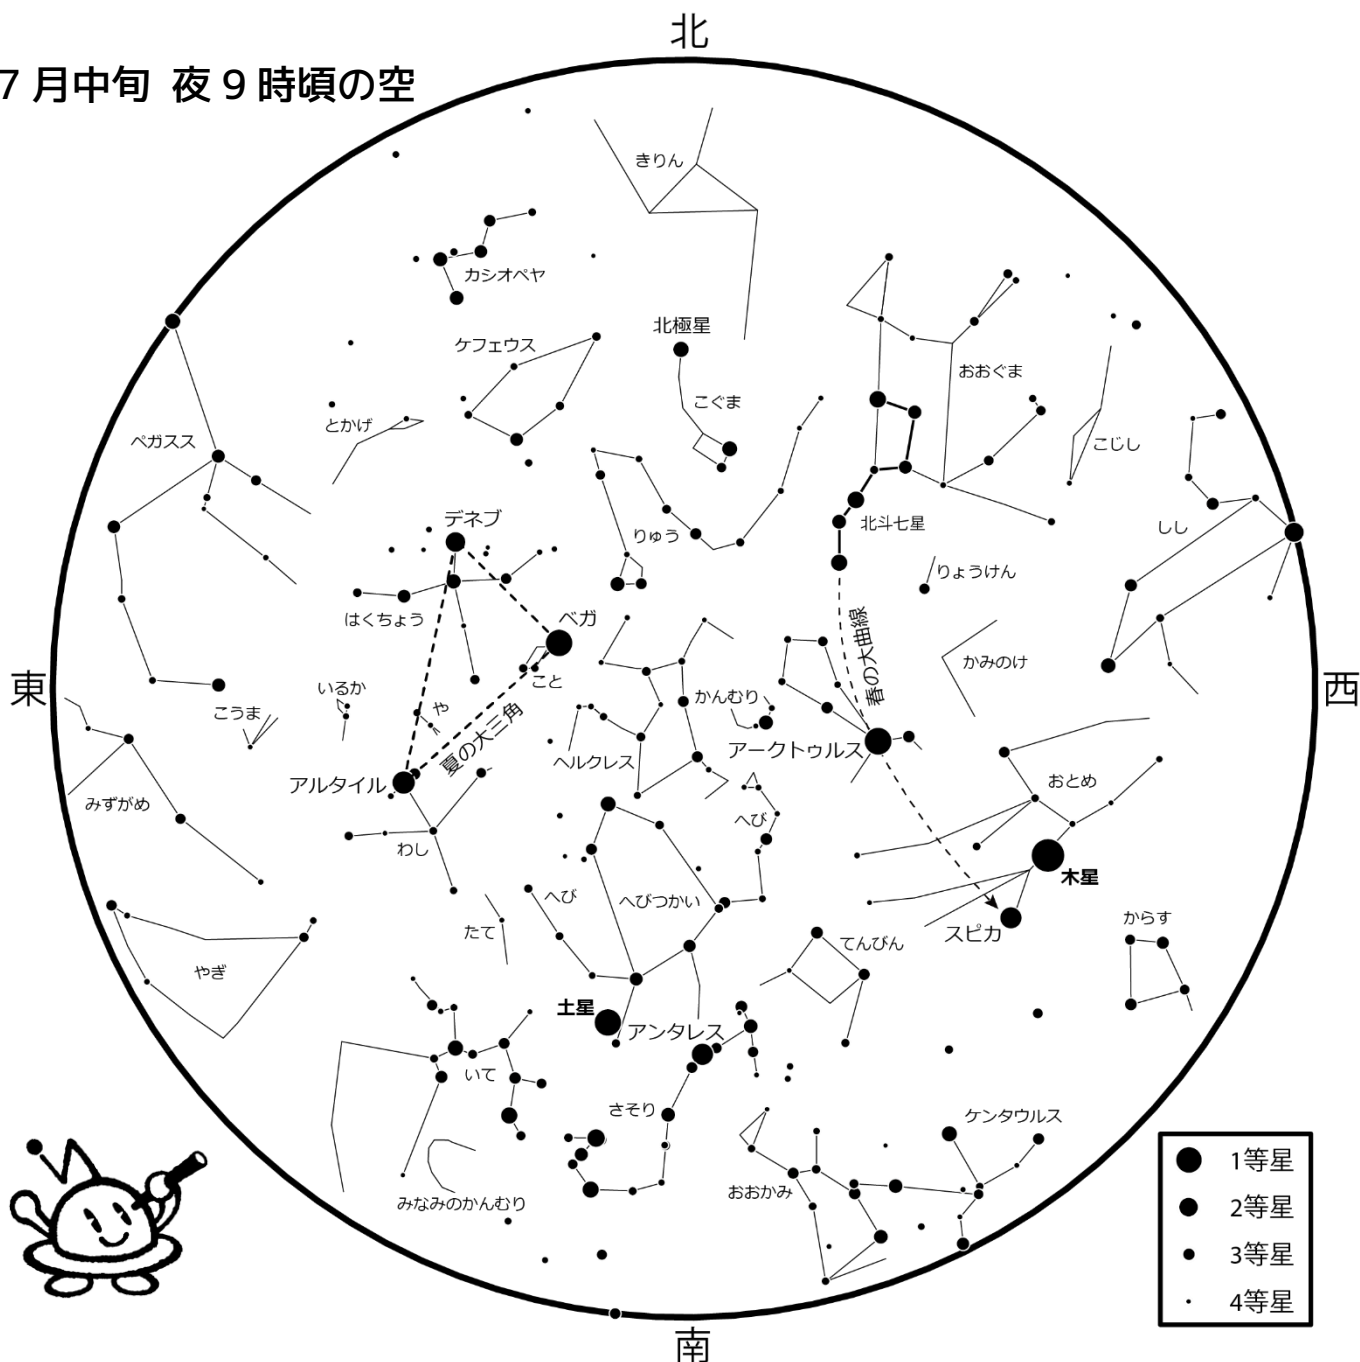 北
7月中旬 夜9時頃の空
きりん
カシオペヤ
北極星
ケフェウス
おおぐま
こぐま
とかげ
ペガスス
こじし
デネブ
りゅう
北斗七星
しし
りょうけん
はくちょう
ベガ
春の大曲線
かみのけ
東
西
いるか
こと
かんむり
こうま
や
夏の大三角
アークトゥルス
ヘルクレス
アルタイル
おとめ
みずがめ
へび
わし
木星
へび
へびつかい
からす
たて
スピカ
てんびん
やぎ
土星
アンタレス
いて
さそり
ケンタウルス
おおかみ
みなみのかんむり
1等星
2等星
3等星
4等星
南